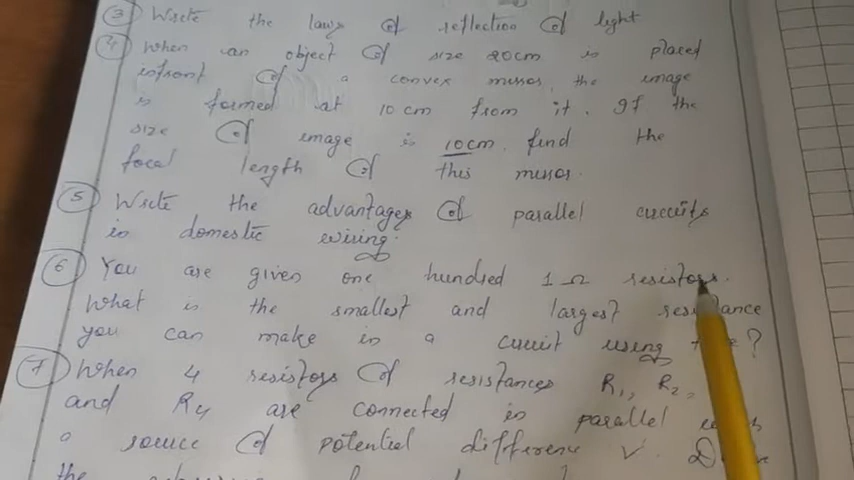 3 Write the laws of reflection of light
4 When an object of size 20cm is placed
infront of a convex mirror, the image
is formed at 10 cm from it. If the
size of image is 10cm. find the
focal length of this mirror.
5 Write the advantages of parallel circuits
in domestic wiring.
6 You are given one hundred 1 Ω resistors.
What is the smallest and largest resistance
you can make in a circuit using ?
7 When 4 resistors of resistances R1, R2,
and R4 are connected in parallel
a source of potential difference V.
the